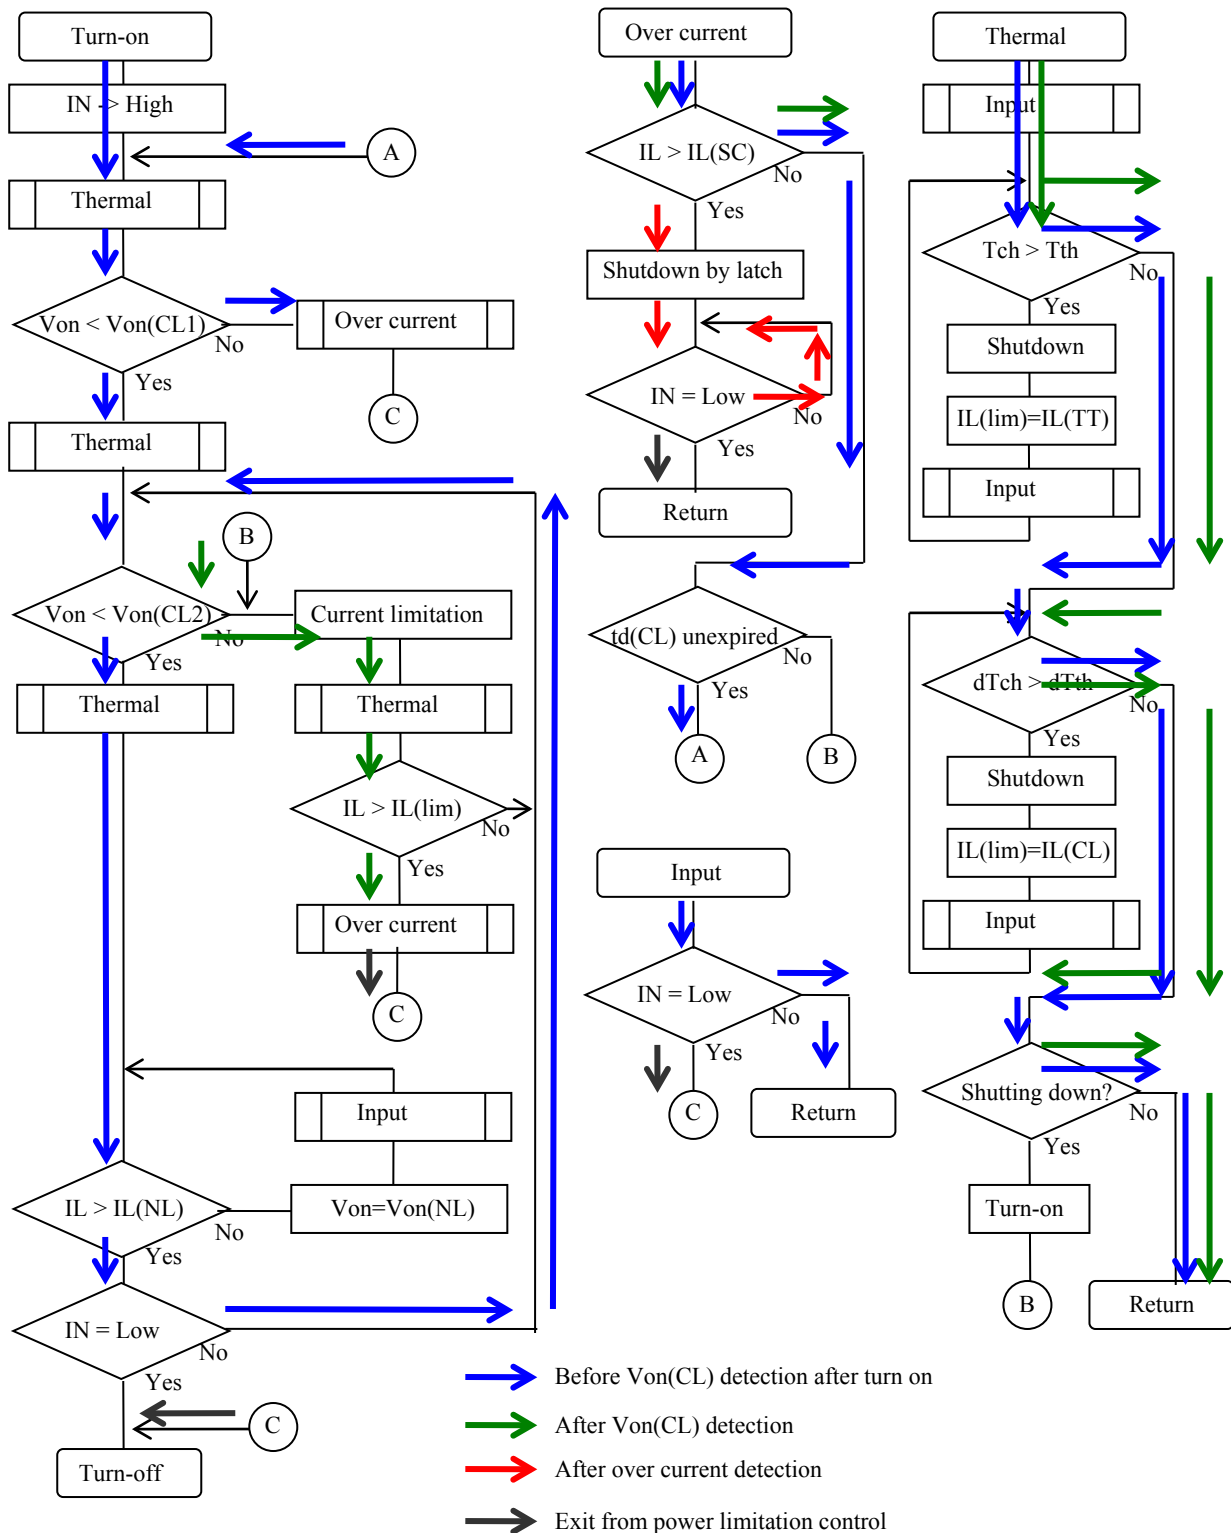 Turn-on
IN -> High
A
Thermal
Von < Von(CL1)
No
Over current
Yes
C
Thermal
B
Von < Von(CL2)
No
Current limitation
Yes
Thermal
Thermal
IL > IL(lim)
No
Yes
Over current
C
Input
IL > IL(NL)
No
Von=Von(NL)
Yes
IN = Low
No
Yes
C
Turn-off
Over current
IL > IL(SC)
No
Yes
Shutdown by latch
IN = Low
No
Yes
Return
td(CL) unexpired
No
Yes
A
B
Input
IN = Low
No
Yes
C
Return
Thermal
Input
Tch > Tth
No
Yes
Shutdown
IL(lim)=IL(TT)
Input
dTch > dTth
No
Yes
Shutdown
IL(lim)=IL(CL)
Input
Shutting down?
No
Yes
Turn-on
B
Return
Before Von(CL) detection after turn on
After Von(CL) detection
After over current detection
Exit from power limitation control